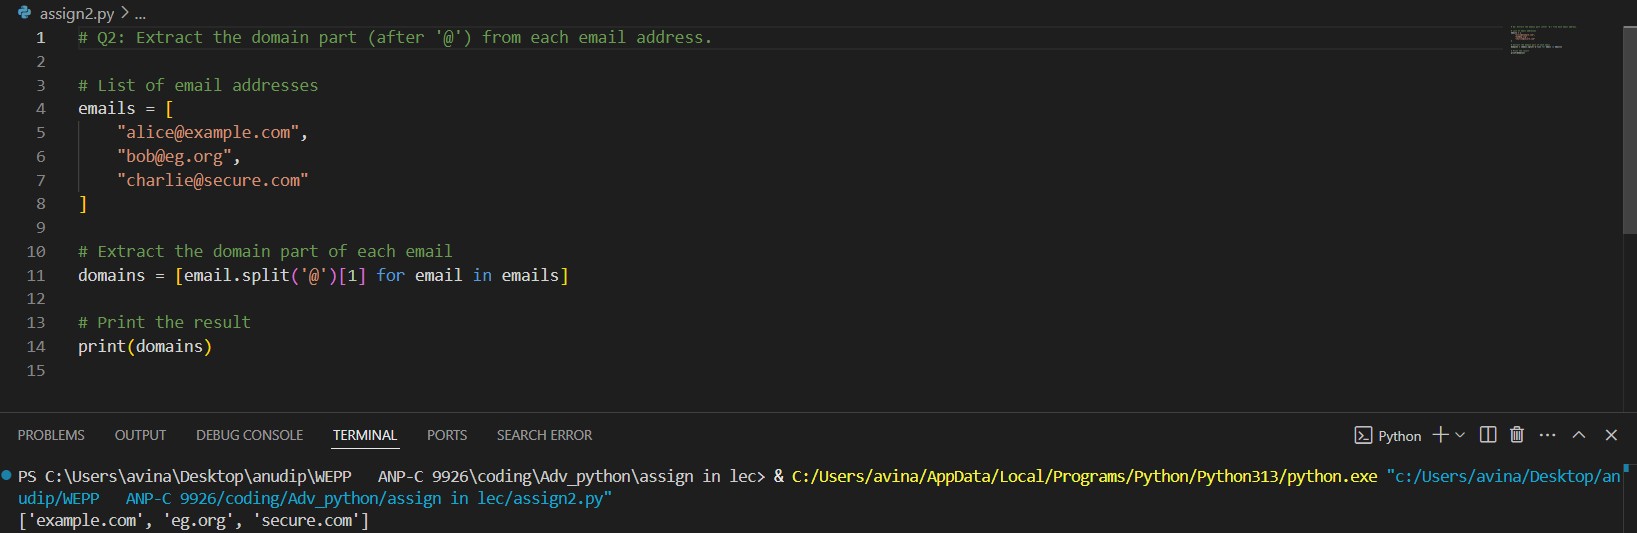 assign2.py > ...
1 # Q2: Extract the domain part (after '@') from each email address.
2
3 # List of email addresses
4 emails = [
5     "alice@example.com",
6     "bob@eg.org",
7     "charlie@secure.com"
8 ]
9
10 # Extract the domain part of each email
11 domains = [email.split('@')[1] for email in emails]
12
13 # Print the result
14 print(domains)
15
PROBLEMS OUTPUT DEBUG CONSOLE TERMINAL PORTS SEARCH ERROR Python
PS C:\Users\avina\Desktop\anudip\WEPP   ANP-C 9926\coding\Adv_python\assign in lec> & C:/Users/avina/AppData/Local/Programs/Python/Python313/python.exe "c:/Users/avina/Desktop/an
udip/WEPP   ANP-C 9926/coding/Adv_python/assign in lec/assign2.py"
['example.com', 'eg.org', 'secure.com']